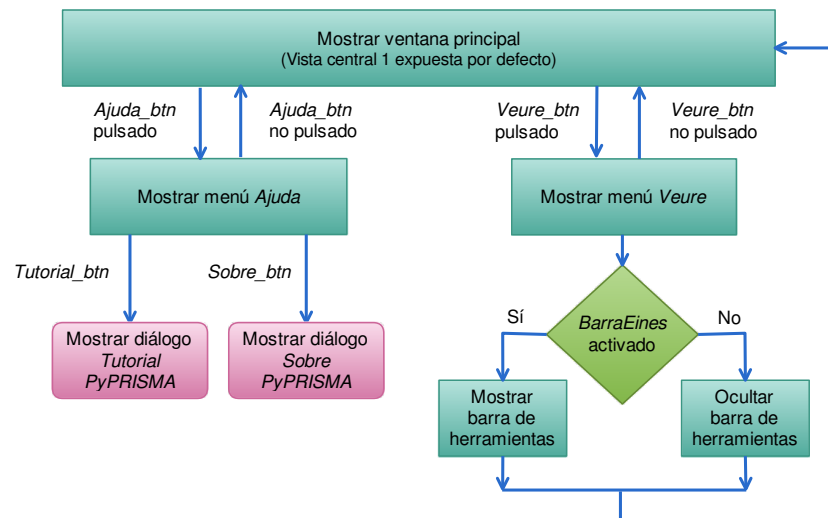 Mostrar ventana principal
(Vista central 1 expuesta por defecto)
Ajuda_btn
pulsado
Ajuda_btn
no pulsado
Veure_btn
pulsado
Veure_btn
no pulsado
Mostrar menú Ajuda
Mostrar menú Veure
Tutorial_btn
Sobre_btn
Mostrar diálogo
Tutorial
PyPRISMA
Mostrar diálogo
Sobre
PyPRISMA
Sí
BarraEines
activado
No
Mostrar
barra de
herramientas
Ocultar
barra de
herramientas